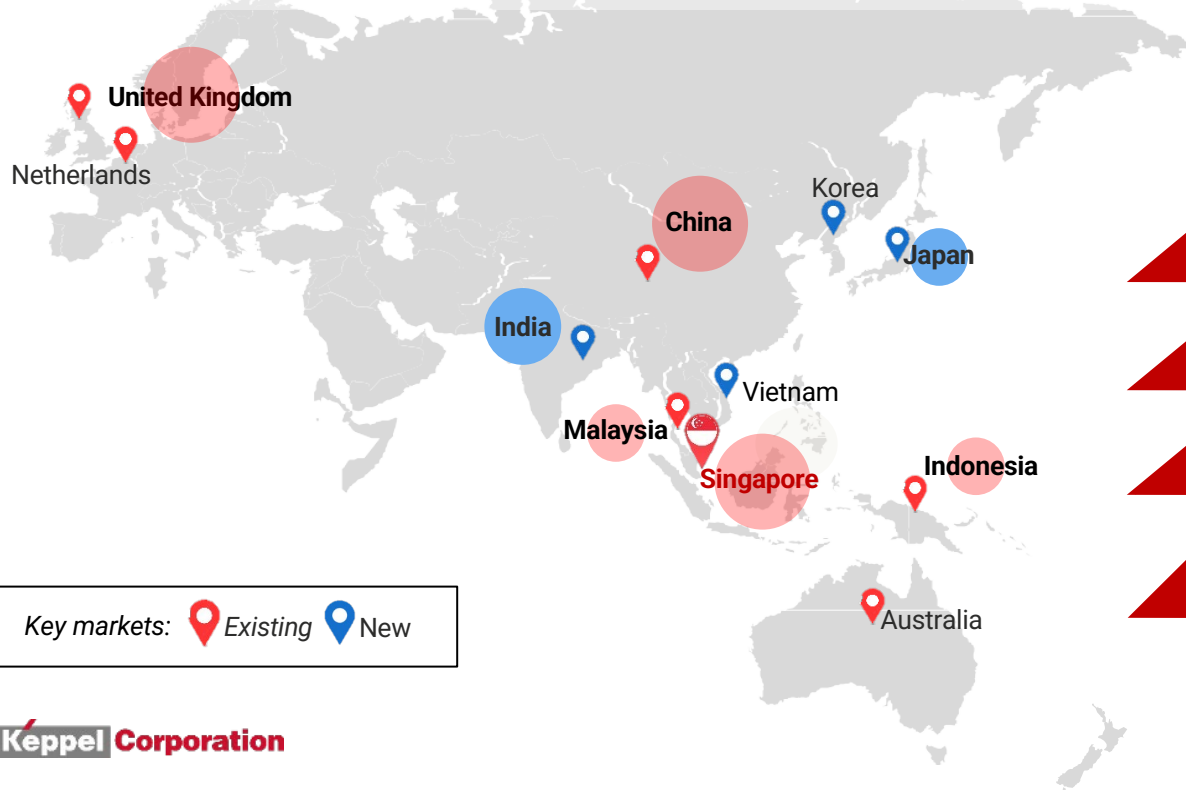 United Kingdom
Netherlands
Korea
China
Japan
India
Vietnam
Malaysia
Indonesia
Singapore
Australia
Key markets: Existing New
Keppel Corporation